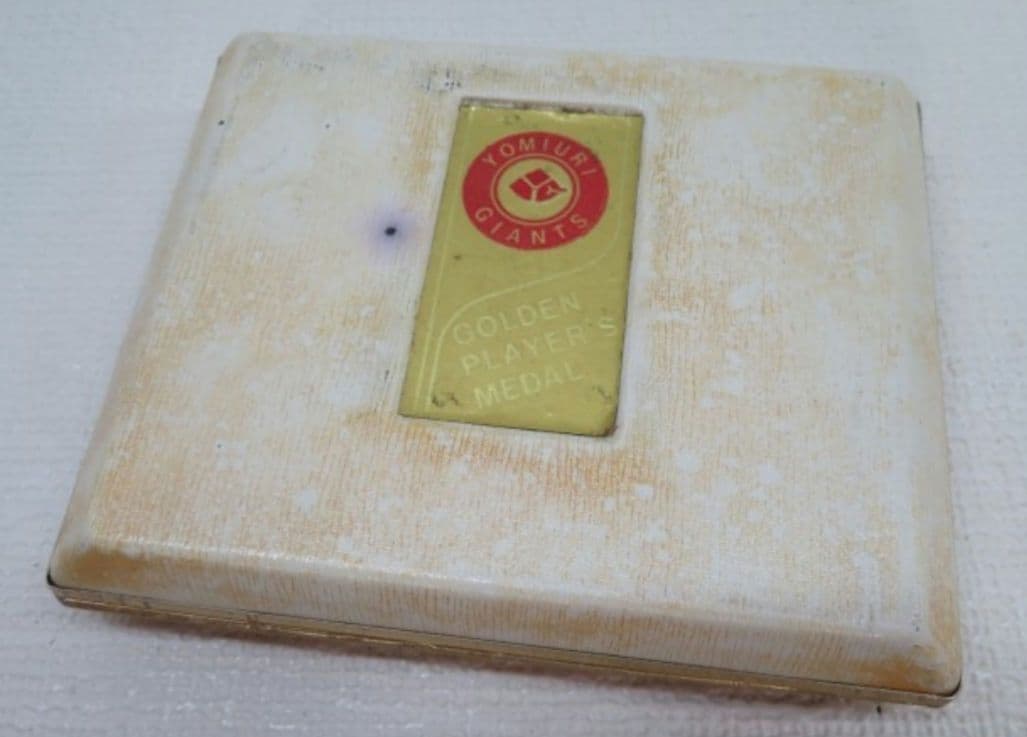 YOMIURI
GIANTS
GOLDEN
PLAYER'S
MEDAL